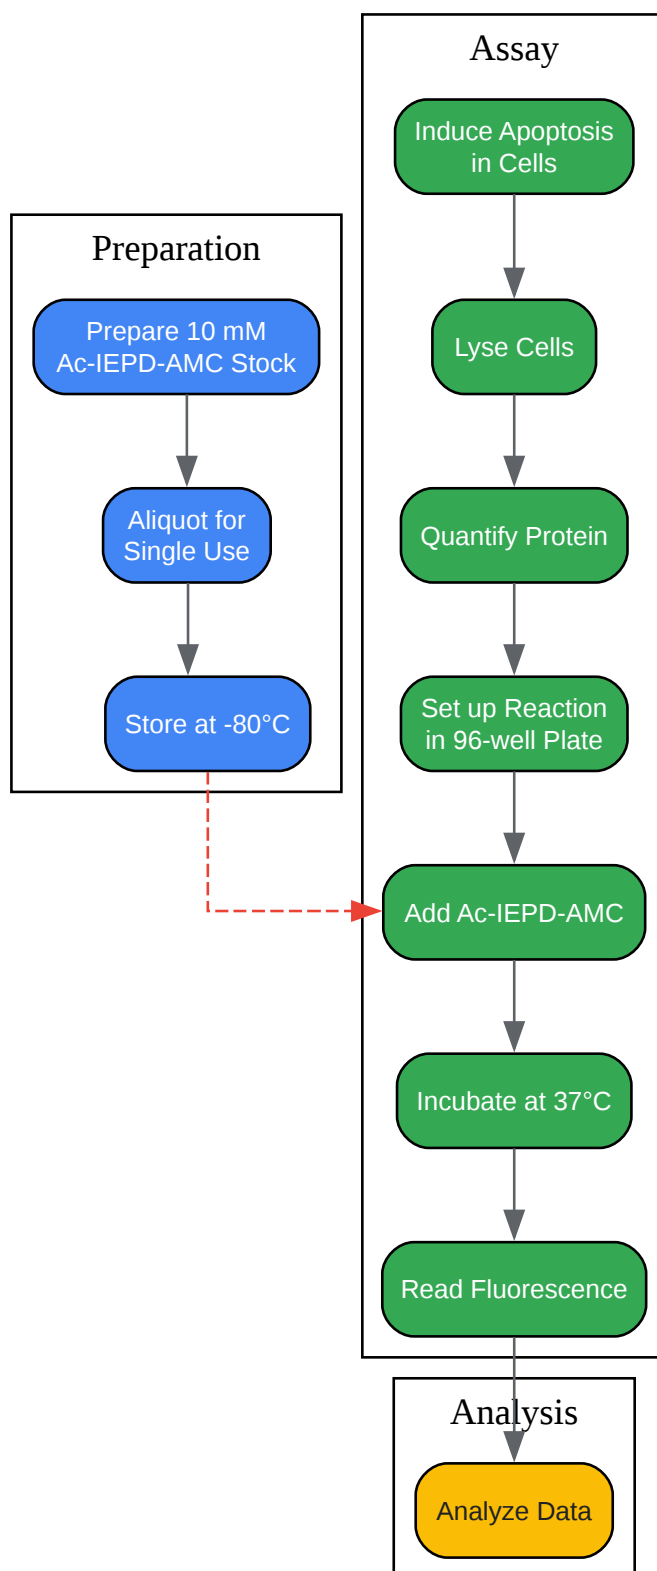 Preparation
Prepare 10 mM
Ac-IEPD-AMC Stock
Aliquot for
Single Use
Store at -80°C
Assay
Induce Apoptosis
in Cells
Lyse Cells
Quantify Protein
Set up Reaction
in 96-well Plate
Add Ac-IEPD-AMC
Incubate at 37°C
Read Fluorescence
Analysis
Analyze Data